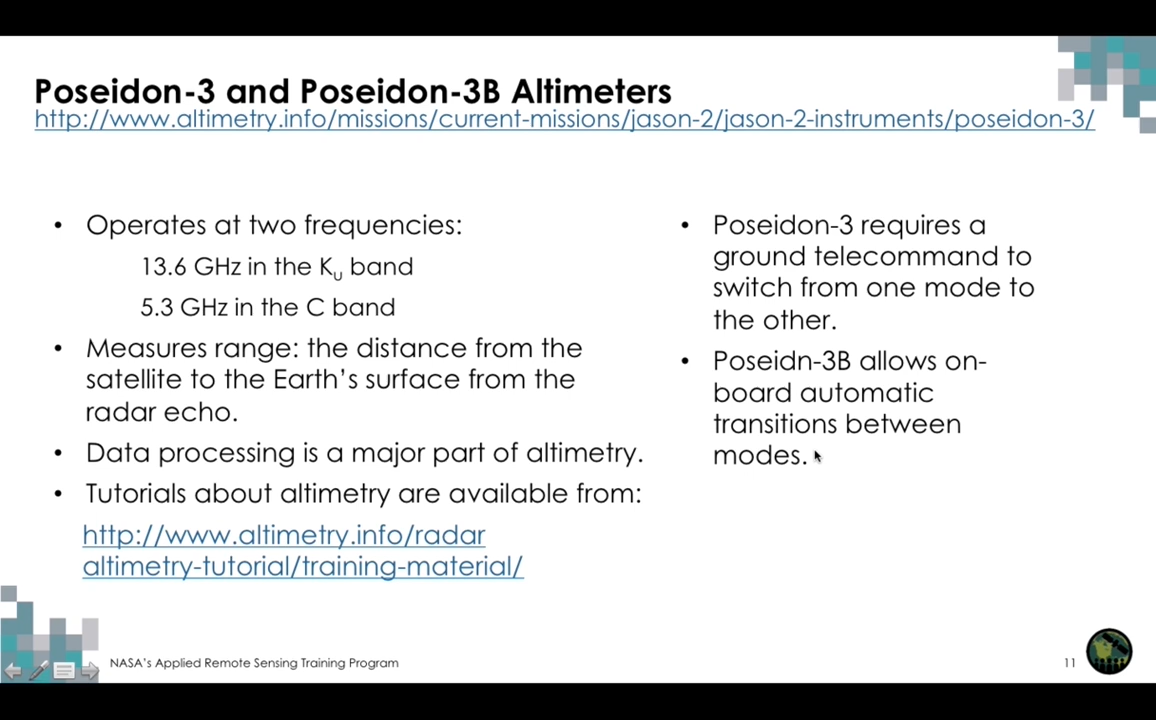 Poseidon-3 and Poseidon-3B Altimeters
http://www.altimetry.info/missions/current-missions/jason-2/jason-2-instruments/poseidon-3/
• Operates at two frequencies:
13.6 GHz in the KU band
5.3 GHz in the C band
• Measures range: the distance from the
satellite to the Earth's surface from the
radar echo.
• Data processing is a major part of altimetry.
• Tutorials about altimetry are available from:
http://www.altimetry.info/radar
altimetry-tutorial/training-material/
• Poseidon-3 requires a
ground telecommand to
switch from one mode to
the other.
• Poseidn-3B allows on-
board automatic
transitions between
modes.
NASA's Applied Remote Sensing Training Program
11